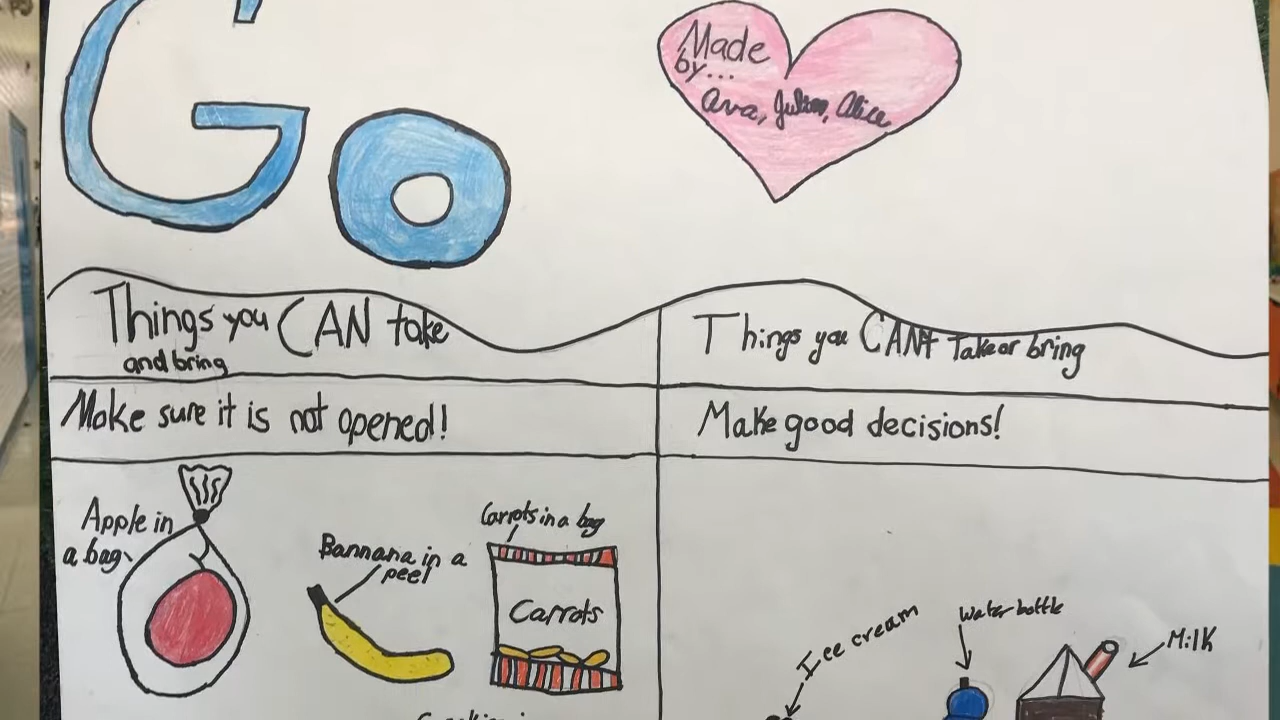 Go
Made
by...
Ava, Julian, Alice
Things you CAN take
and bring
Things you CANt Take or bring
Make sure it is not opened!
Make good decisions!
Apple in
a bag
Bannana in a
peel
Carrots in a bag
Carrots
Ice cream
Water bottle
Milk